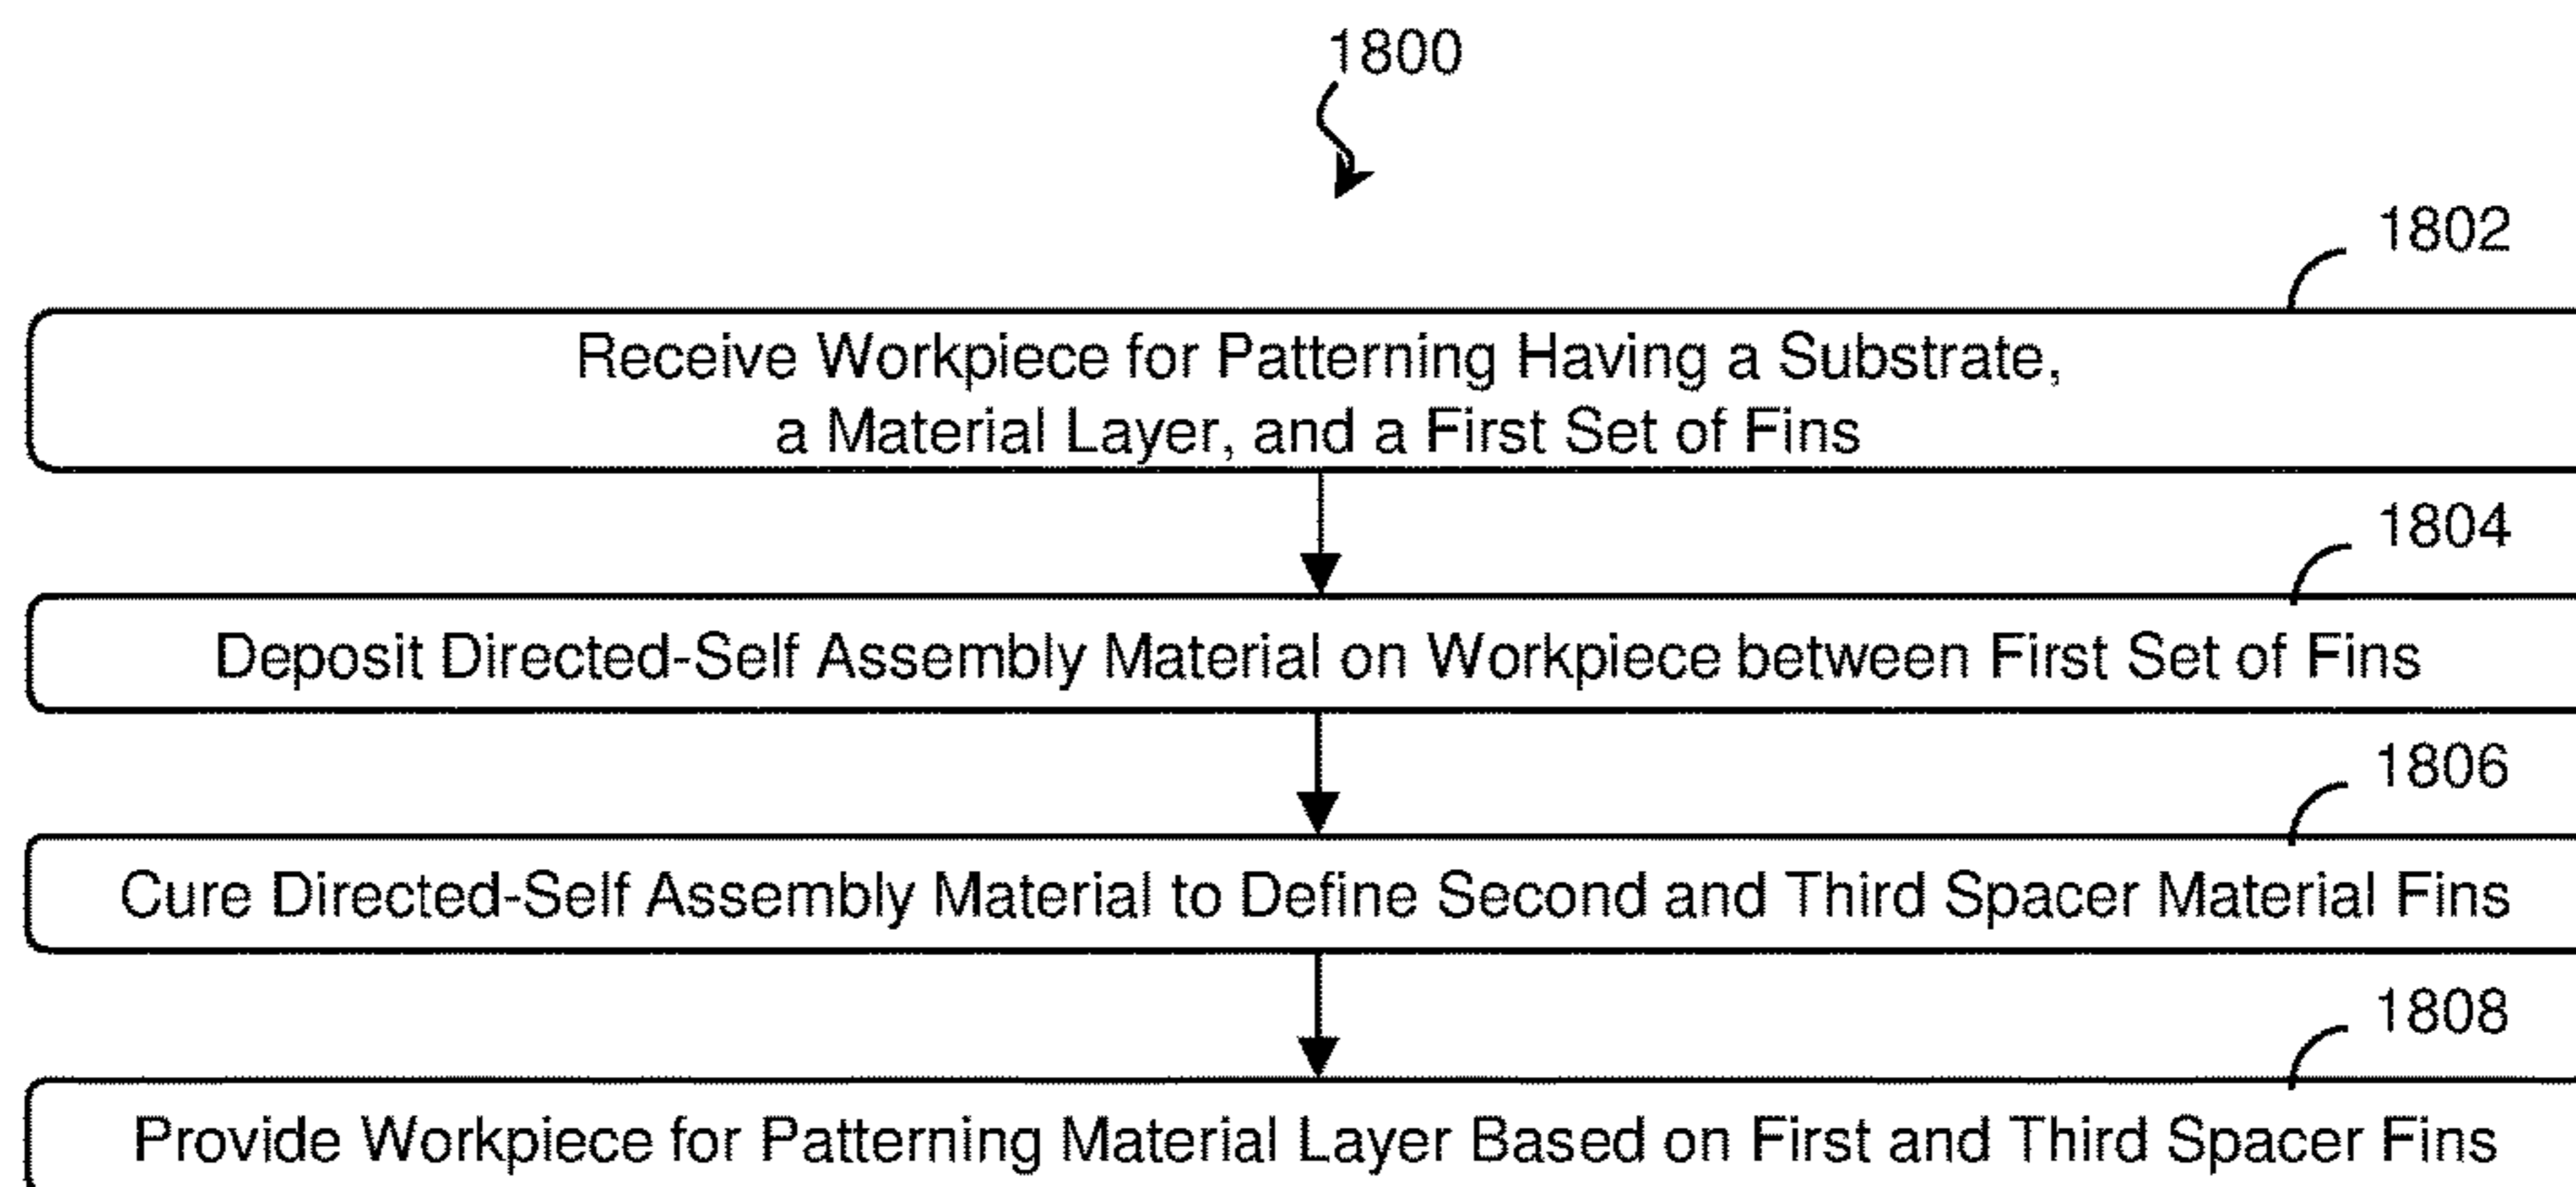 1800
1802
Receive Workpiece for Patterning Having a Substrate,
a Material Layer, and a First Set of Fins
1804
Deposit Directed-Self Assembly Material on Workpiece between First Set of Fins
1806
Cure Directed-Self Assembly Material to Define Second and Third Spacer Material Fins
1808
Provide Workpiece for Patterning Material Layer Based on First and Third Spacer Fins